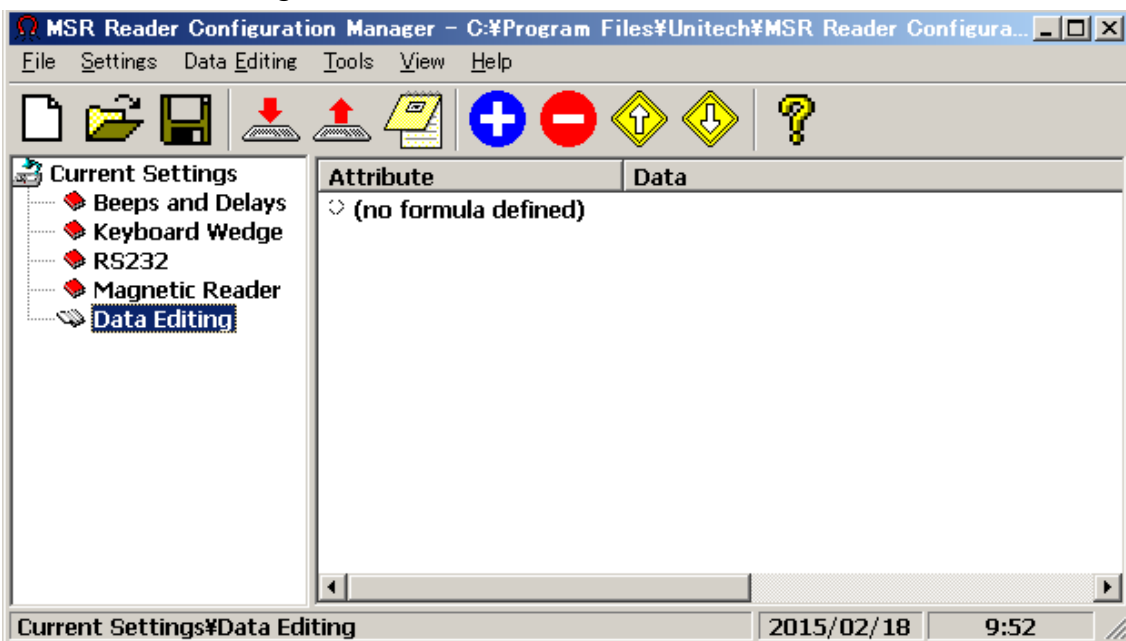 MSR Reader Configuration Manager - C:¥Program Files¥Unitech¥MSR Reader Configura...
File Settings Data Editing Tools View Help
Current Settings
Beeps and Delays
Keyboard Wedge
RS232
Magnetic Reader
Data Editing
Attribute Data
(no formula defined)
Current Settings¥Data Editing 2015/02/18 9:52